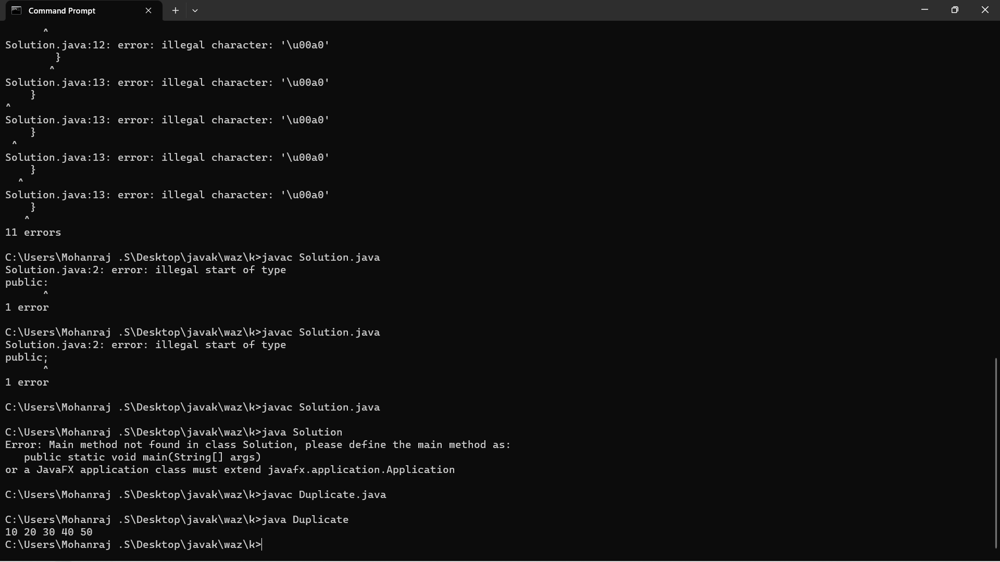 Command Prompt
^
Solution.java:12: error: illegal character: '\u00a0'
        }
       ^
Solution.java:13: error: illegal character: '\u00a0'
    }
^
Solution.java:13: error: illegal character: '\u00a0'
    }
 ^
Solution.java:13: error: illegal character: '\u00a0'
    }
  ^
Solution.java:13: error: illegal character: '\u00a0'
    }
   ^
11 errors
C:\Users\Mohanraj .S\Desktop\javak\waz\k>javac Solution.java
Solution.java:2: error: illegal start of type
public:
      ^
1 error
C:\Users\Mohanraj .S\Desktop\javak\waz\k>javac Solution.java
Solution.java:2: error: illegal start of type
public;
      ^
1 error
C:\Users\Mohanraj .S\Desktop\javak\waz\k>javac Solution.java
C:\Users\Mohanraj .S\Desktop\javak\waz\k>java Solution
Error: Main method not found in class Solution, please define the main method as:
   public static void main(String[] args)
or a JavaFX application class must extend javafx.application.Application
C:\Users\Mohanraj .S\Desktop\javak\waz\k>javac Duplicate.java
C:\Users\Mohanraj .S\Desktop\javak\waz\k>java Duplicate
10 20 30 40 50
C:\Users\Mohanraj .S\Desktop\javak\waz\k>